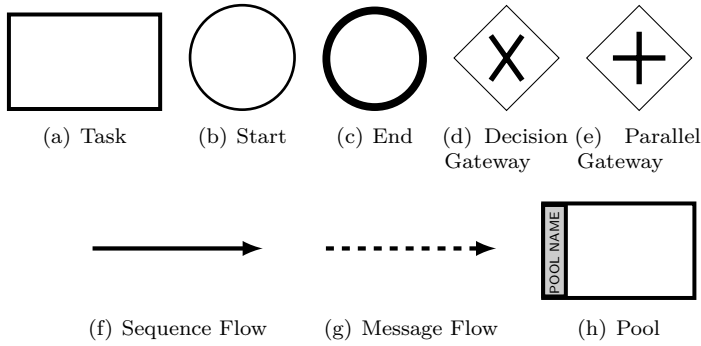 (a) Task
(b) Start
(c) End
(d) Decision Gateway
(e) Parallel Gateway
POOL NAME
(f) Sequence Flow
(g) Message Flow
(h) Pool